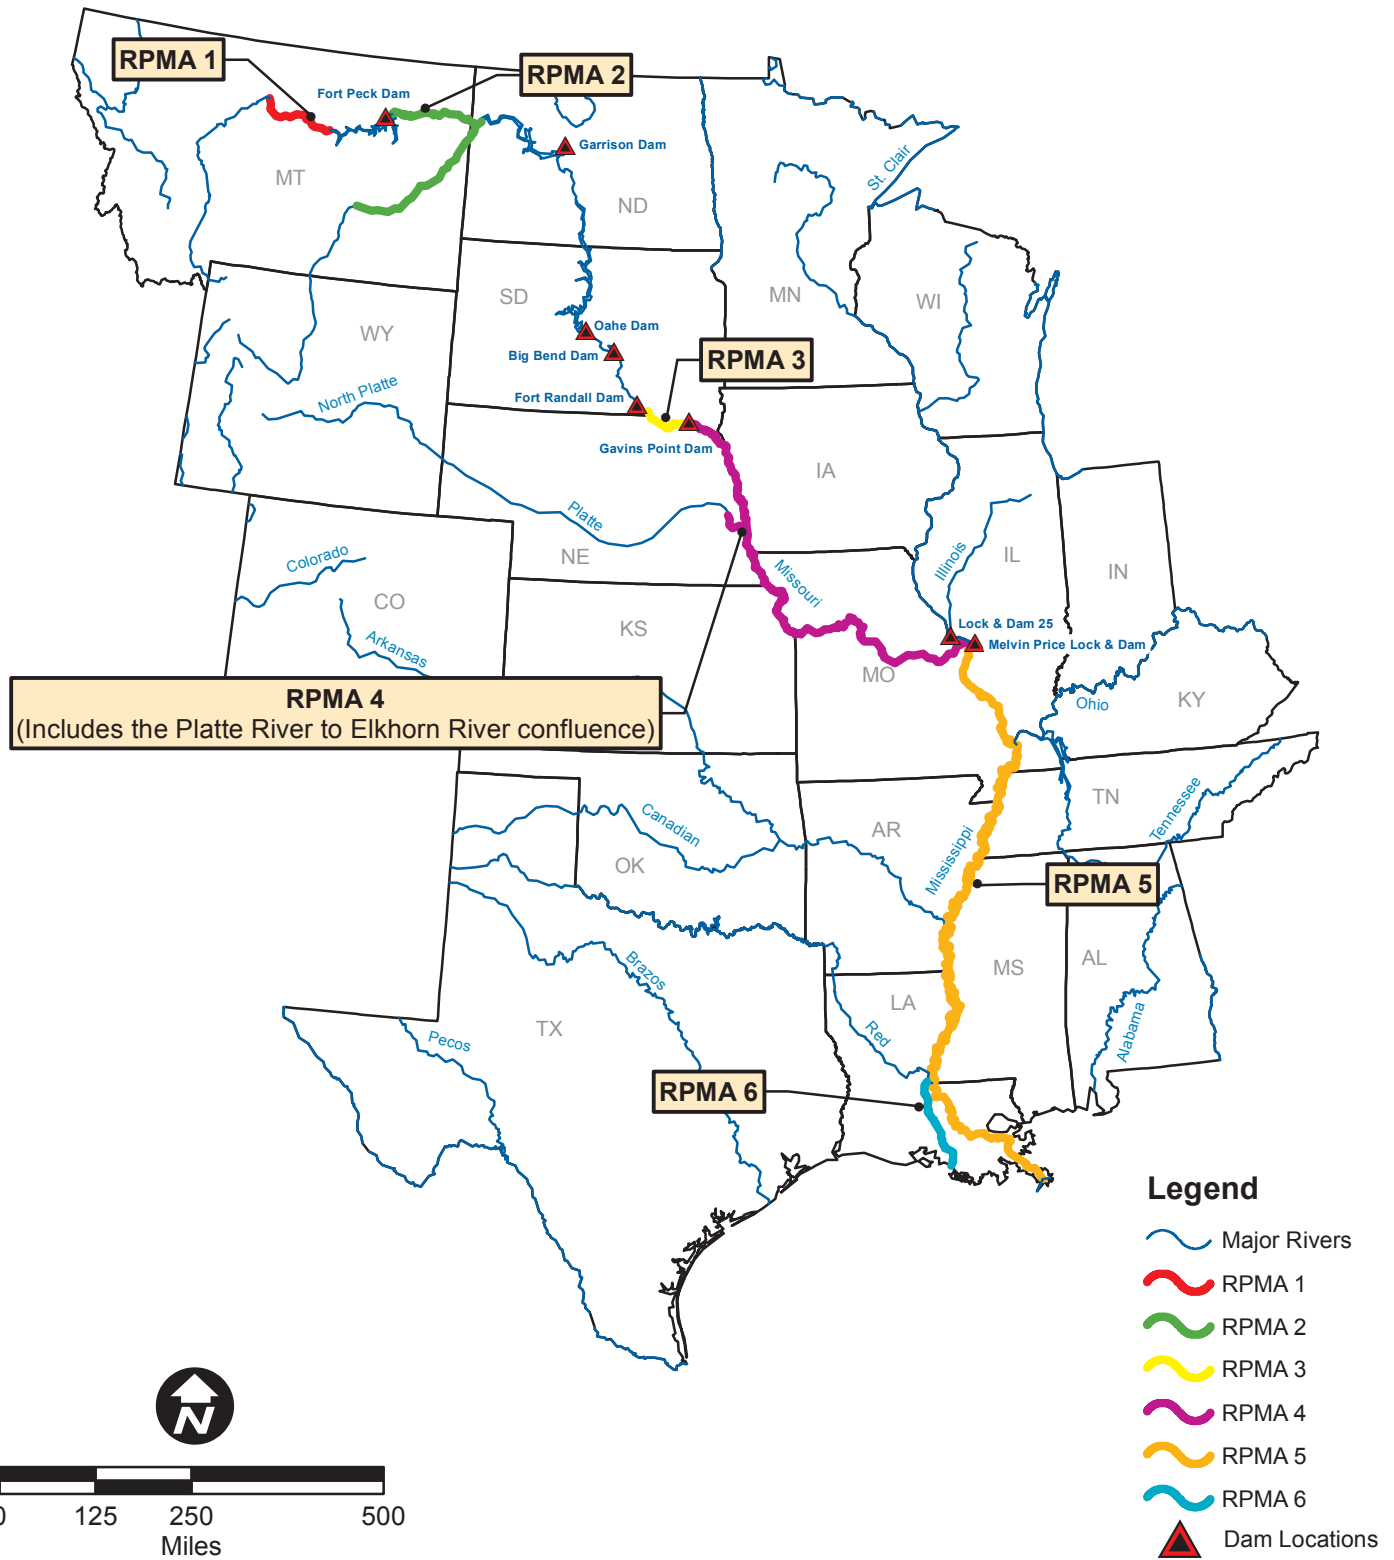 RPMA 1
RPMA 2
Fort Peck Dam
Garrison Dam
St. Clair
MT
ND
SD
MN
WI
WY
Oahe Dam
Big Bend Dam
RPMA 3
North Platte
Fort Randall Dam
Gavins Point Dam
IA
Platte
NE
Colorado
CO
Arkansas
KS
Missouri
Illinois
IL
IN
Lock & Dam 25
Melvin Price Lock & Dam
MO
RPMA 4
(Includes the Platte River to Elkhorn River confluence)
Ohio
KY
TN
Tennessee
Canadian
OK
AR
Mississippi
RPMA 5
Brazos
MS
AL
LA
TX
Red
Pecos
Alabama
RPMA 6
Legend
Major Rivers
RPMA 1
RPMA 2
RPMA 3
RPMA 4
RPMA 5
RPMA 6
Dam Locations
N
0 125 250 500
Miles